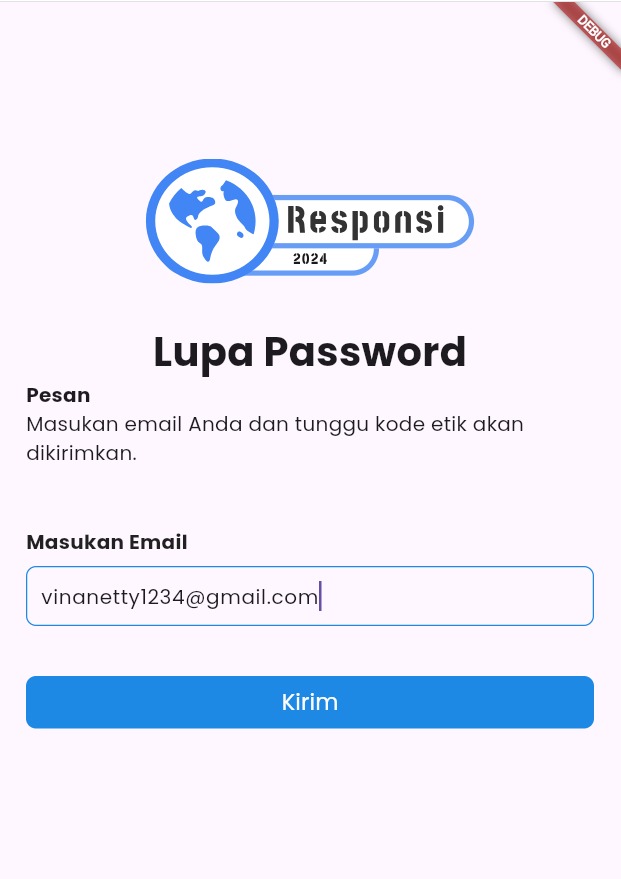 DEBUG
Responsi
2024
Lupa Password
Pesan
Masukan email Anda dan tunggu kode etik akan
dikirimkan.
Masukan Email
vinanetty1234@gmail.com
Kirim